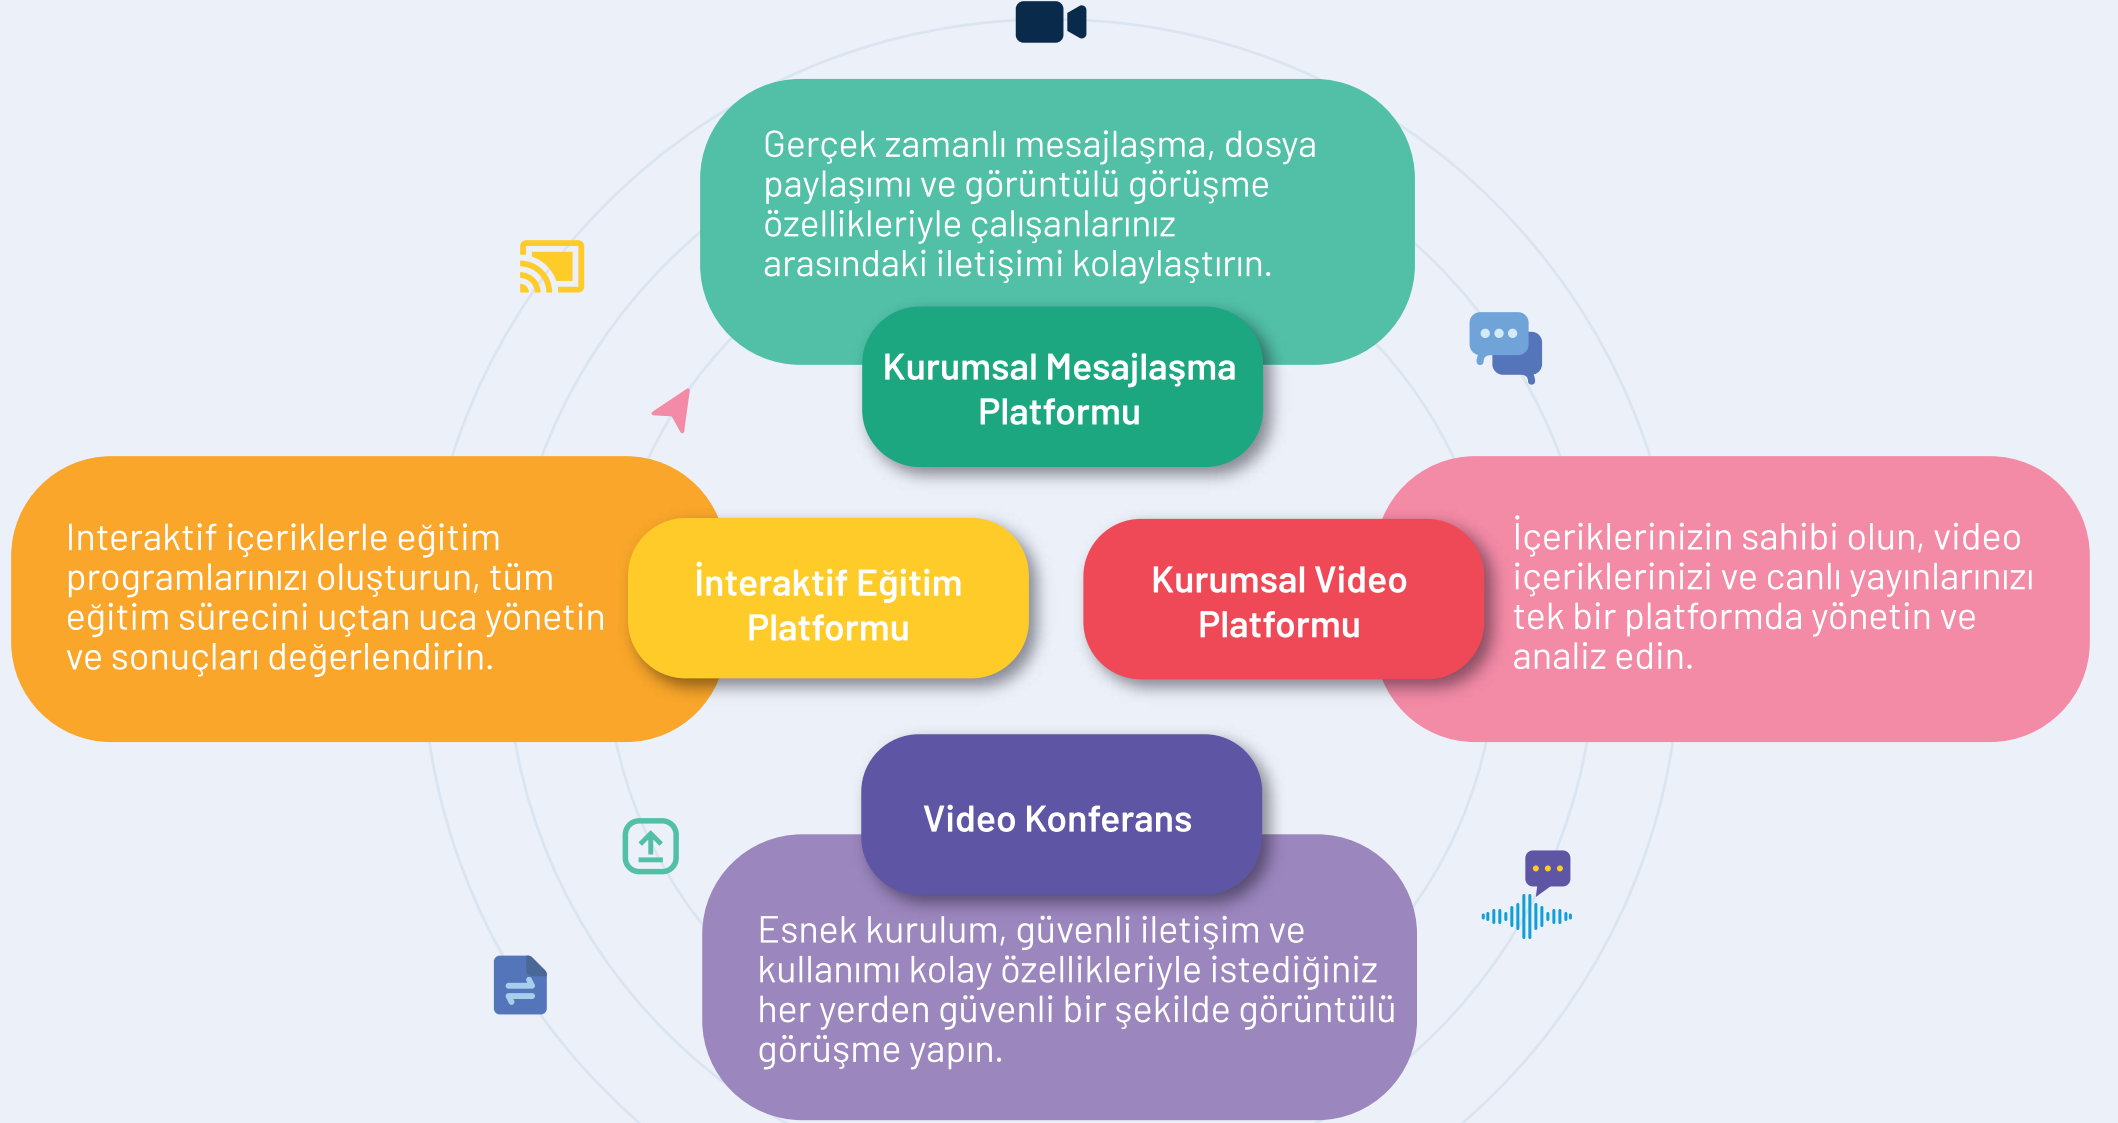 Gerçek zamanlı mesajlaşma, dosya
paylaşımı ve görüntülü görüşme
özellikleriyle çalışanlarınız
arasındaki iletişimi kolaylaştırın.
Kurumsal Mesajlaşma
Platformu
Interaktif içeriklerle eğitim
programlarınızı oluşturun, tüm
eğitim sürecini uçtan uca yönetin
ve sonuçları değerlendirin.
İnteraktif Eğitim
Platformu
Kurumsal Video
Platformu
İçeriklerinizin sahibi olun, video
içeriklerinizi ve canlı yayınlarınızı
tek bir platformda yönetin ve
analiz edin.
Video Konferans
Esnek kurulum, güvenli iletişim ve
kullanımı kolay özellikleriyle istediğiniz
her yerden güvenli bir şekilde görüntülü
görüşme yapın.